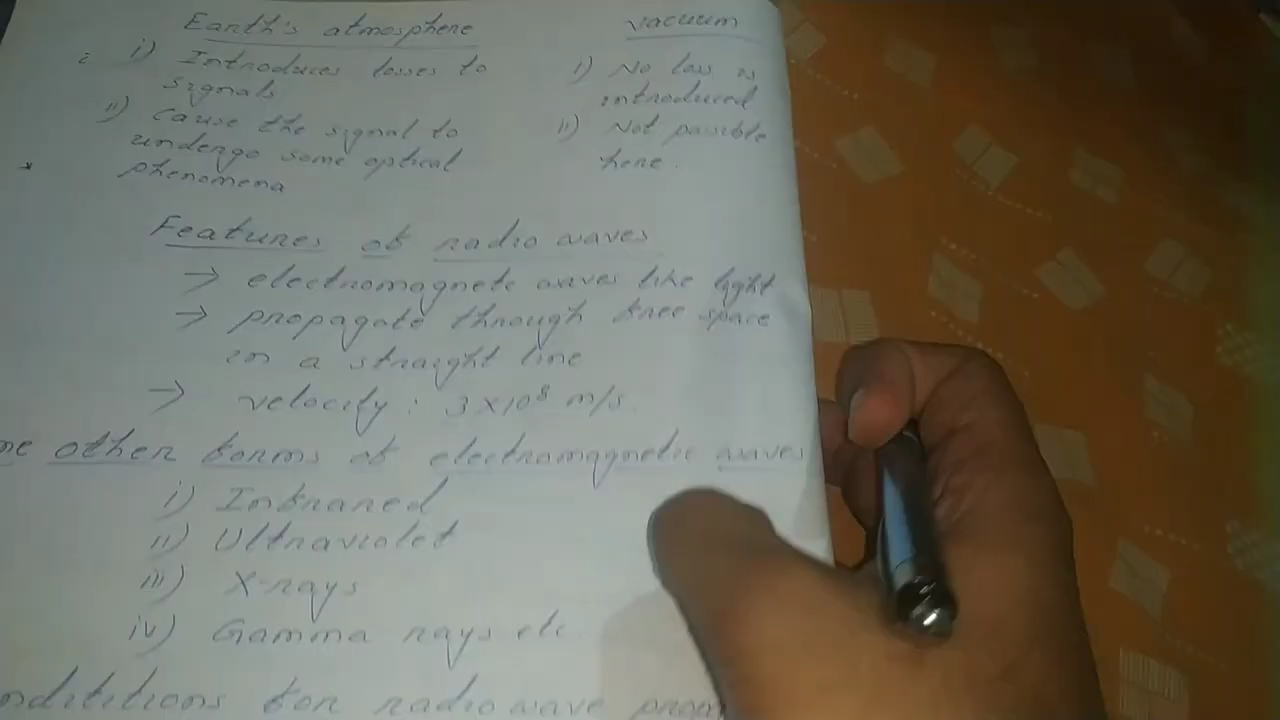 Earth's atmosphere
vacuum
i) Introduces losses to
signals
i) No loss is
introduced
ii) Cause the signal to
undergo some optical
phenomena
ii) Not possible
here.
Features of radio waves
→ electromagnetic waves like light
→ propagate through free space
in a straight line
→ velocity: 3 × 10⁸ m/s.
other forms of electromagnetic waves
i) Infrared
ii) Ultraviolet
iii) X-rays
iv) Gamma rays etc.
for radio wave